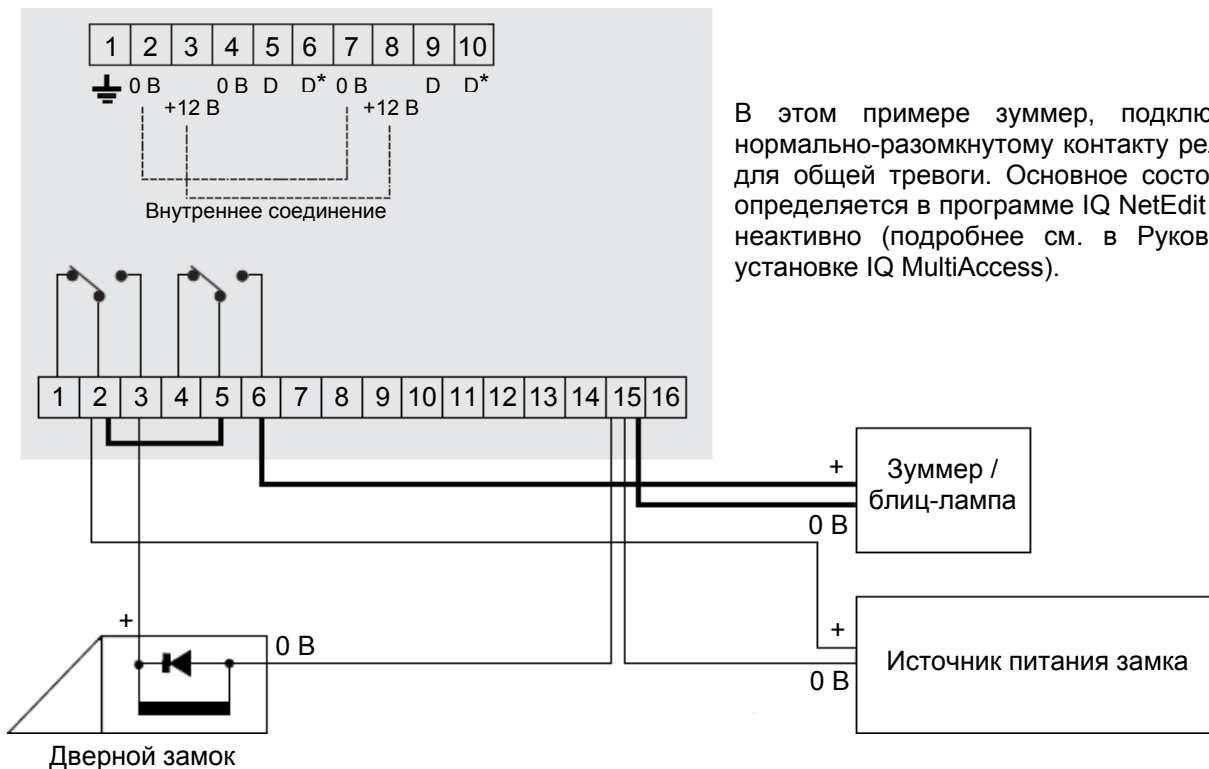 1 2 3 4 5 6 7 8 9 10
0 В 0 В D D* 0 В D D*
+12 В +12 В
Внутреннее соединение
В этом примере зуммер, подклю
нормально-разомкнутому контакту ре
для общей тревоги. Основное состо
определяется в программе IQ NetEdit
неактивно (подробнее см. в Руков
установке IQ MultiAccess).
1 2 3 4 5 6 7 8 9 10 11 12 13 14 15 16
+
Зуммер /
блиц-лампа
0 В
+
Источник питания замка
0 В
+
0 В
Дверной замок